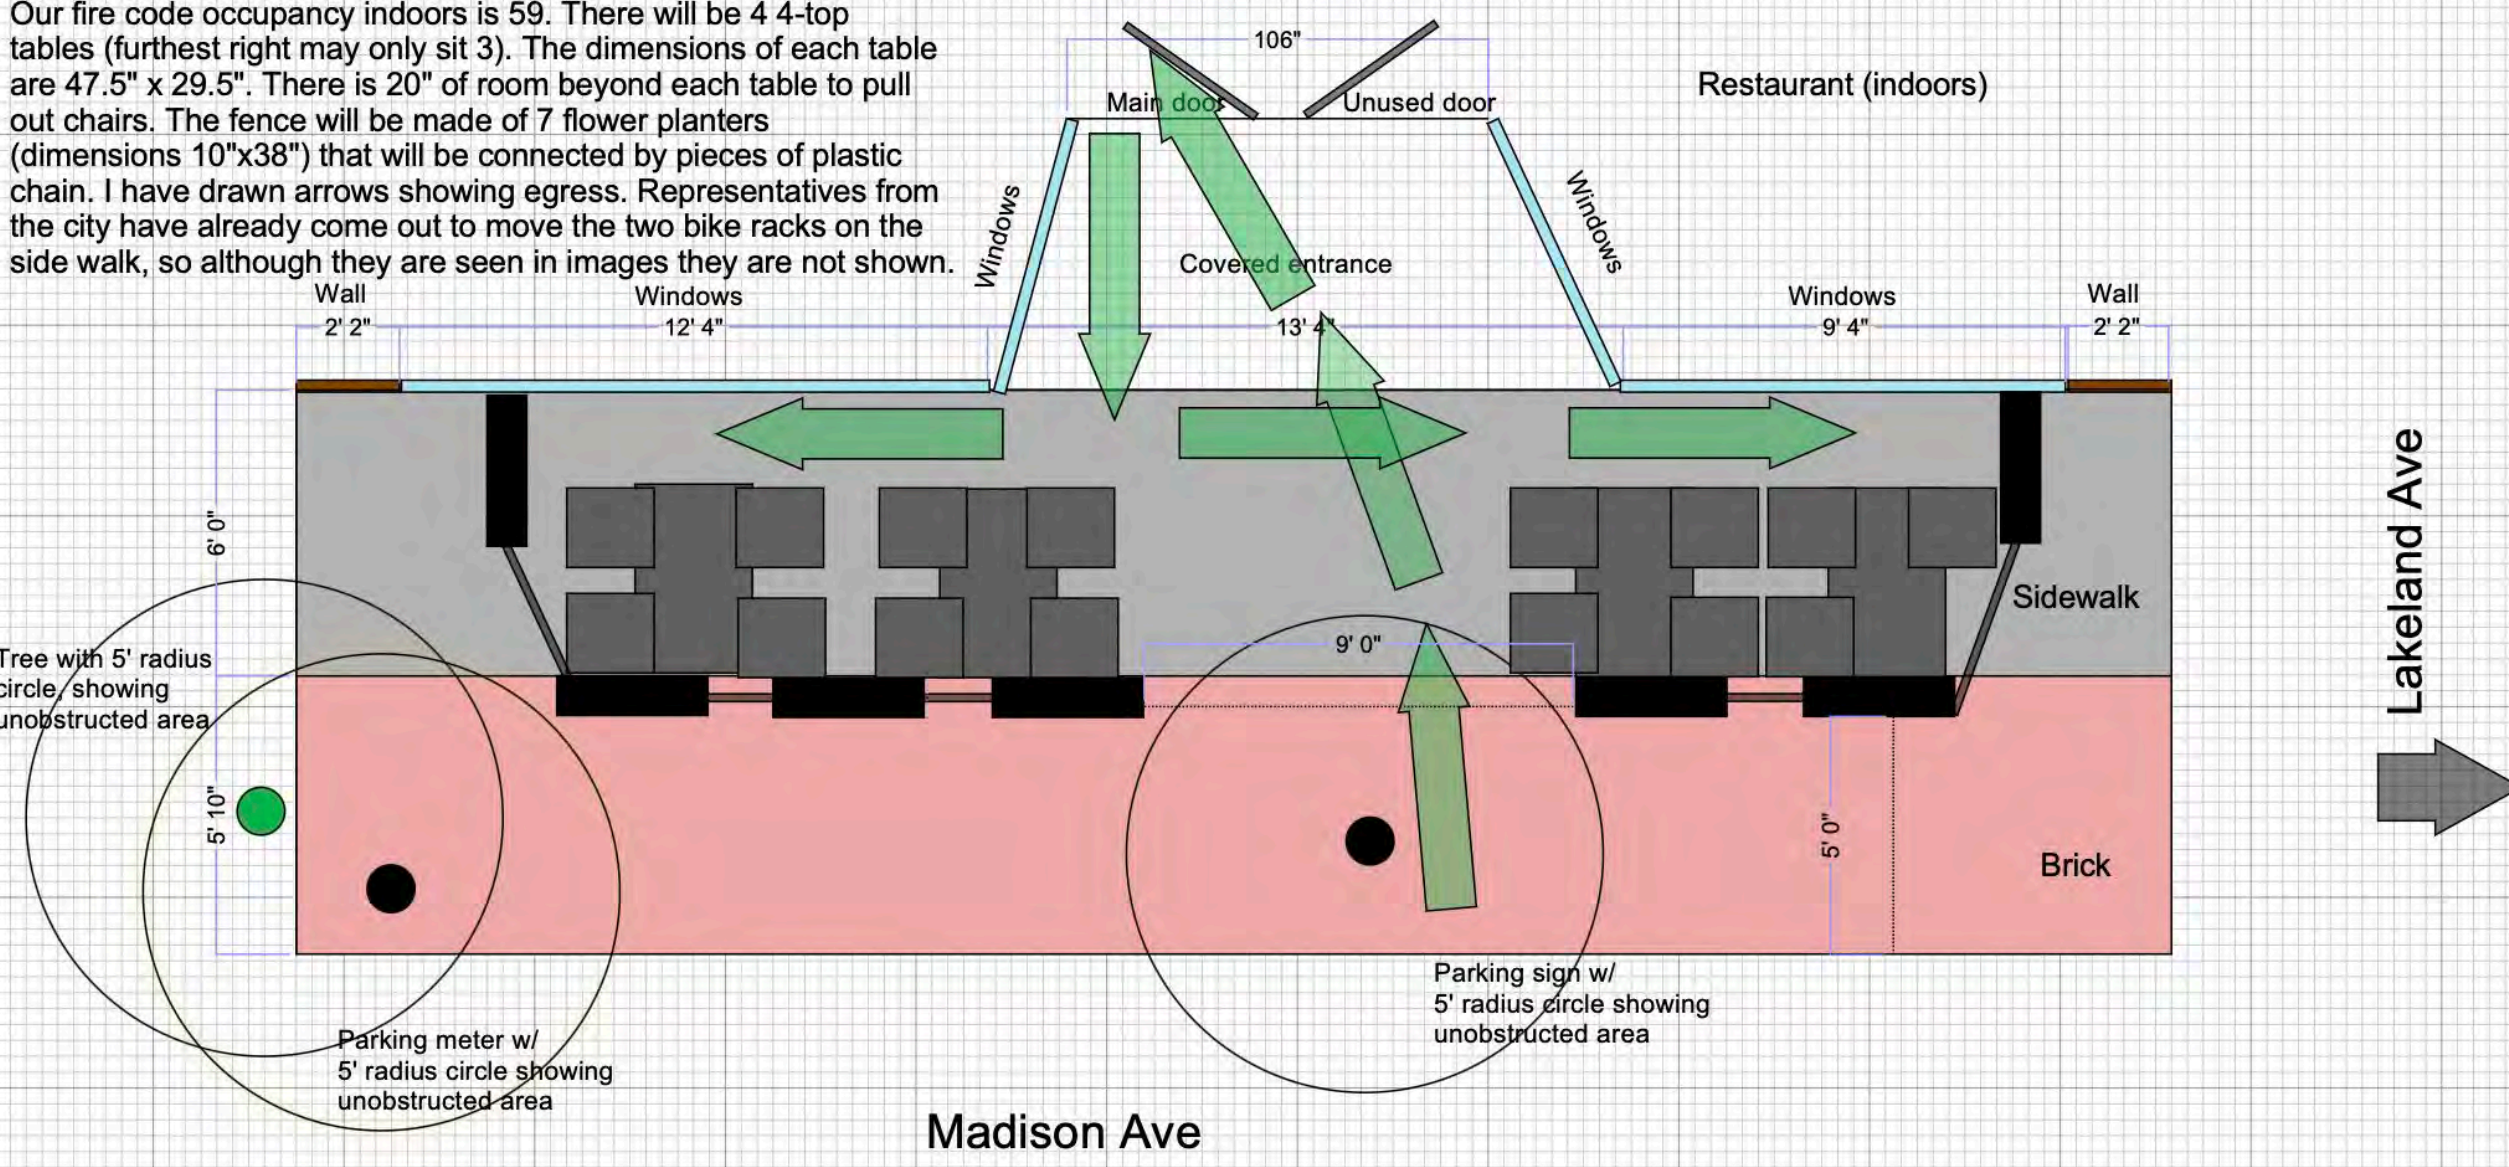 Our fire code occupancy indoors is 59. There will be 4 4-top
tables (furthest right may only sit 3). The dimensions of each table
are 47.5" x 29.5". There is 20" of room beyond each table to pull
out chairs. The fence will be made of 7 flower planters
(dimensions 10"x38") that will be connected by pieces of plastic
chain. I have drawn arrows showing egress. Representatives from
the city have already come out to move the two bike racks on the
side walk, so although they are seen in images they are not shown.
106"
Main door
Unused door
Restaurant (indoors)
Windows
Windows
Covered entrance
Wall
Windows
Windows
Wall
2' 2"
12' 4"
13' 4"
9' 4"
2' 2"
6' 0"
Sidewalk
Lakeland Ave
9' 0"
Tree with 5' radius
circle, showing
unobstructed area
5' 10"
5' 0"
Brick
Parking sign w/
5' radius circle showing
unobstructed area
Parking meter w/
5' radius circle showing
unobstructed area
Madison Ave